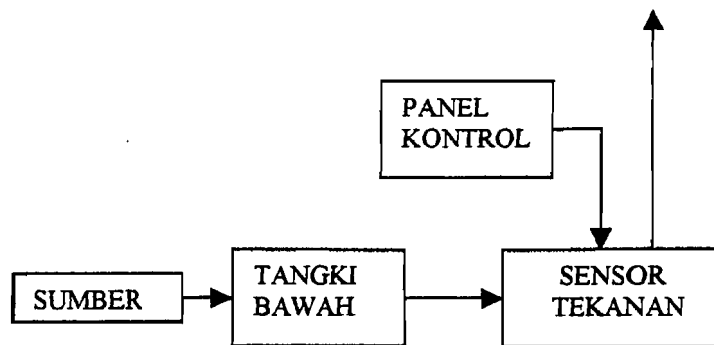 PANEL
KONTROL
SUMBER
TANGKI
BAWAH
SENSOR
TEKANAN